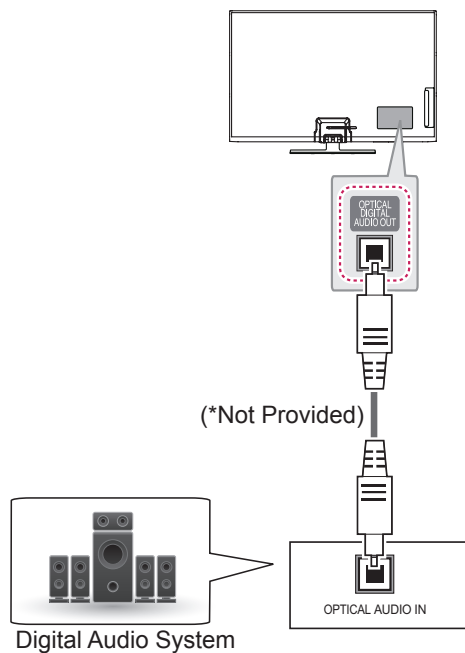 OPTICAL
DIGITAL
AUDIO OUT
(*Not Provided)
OPTICAL AUDIO IN
Digital Audio System